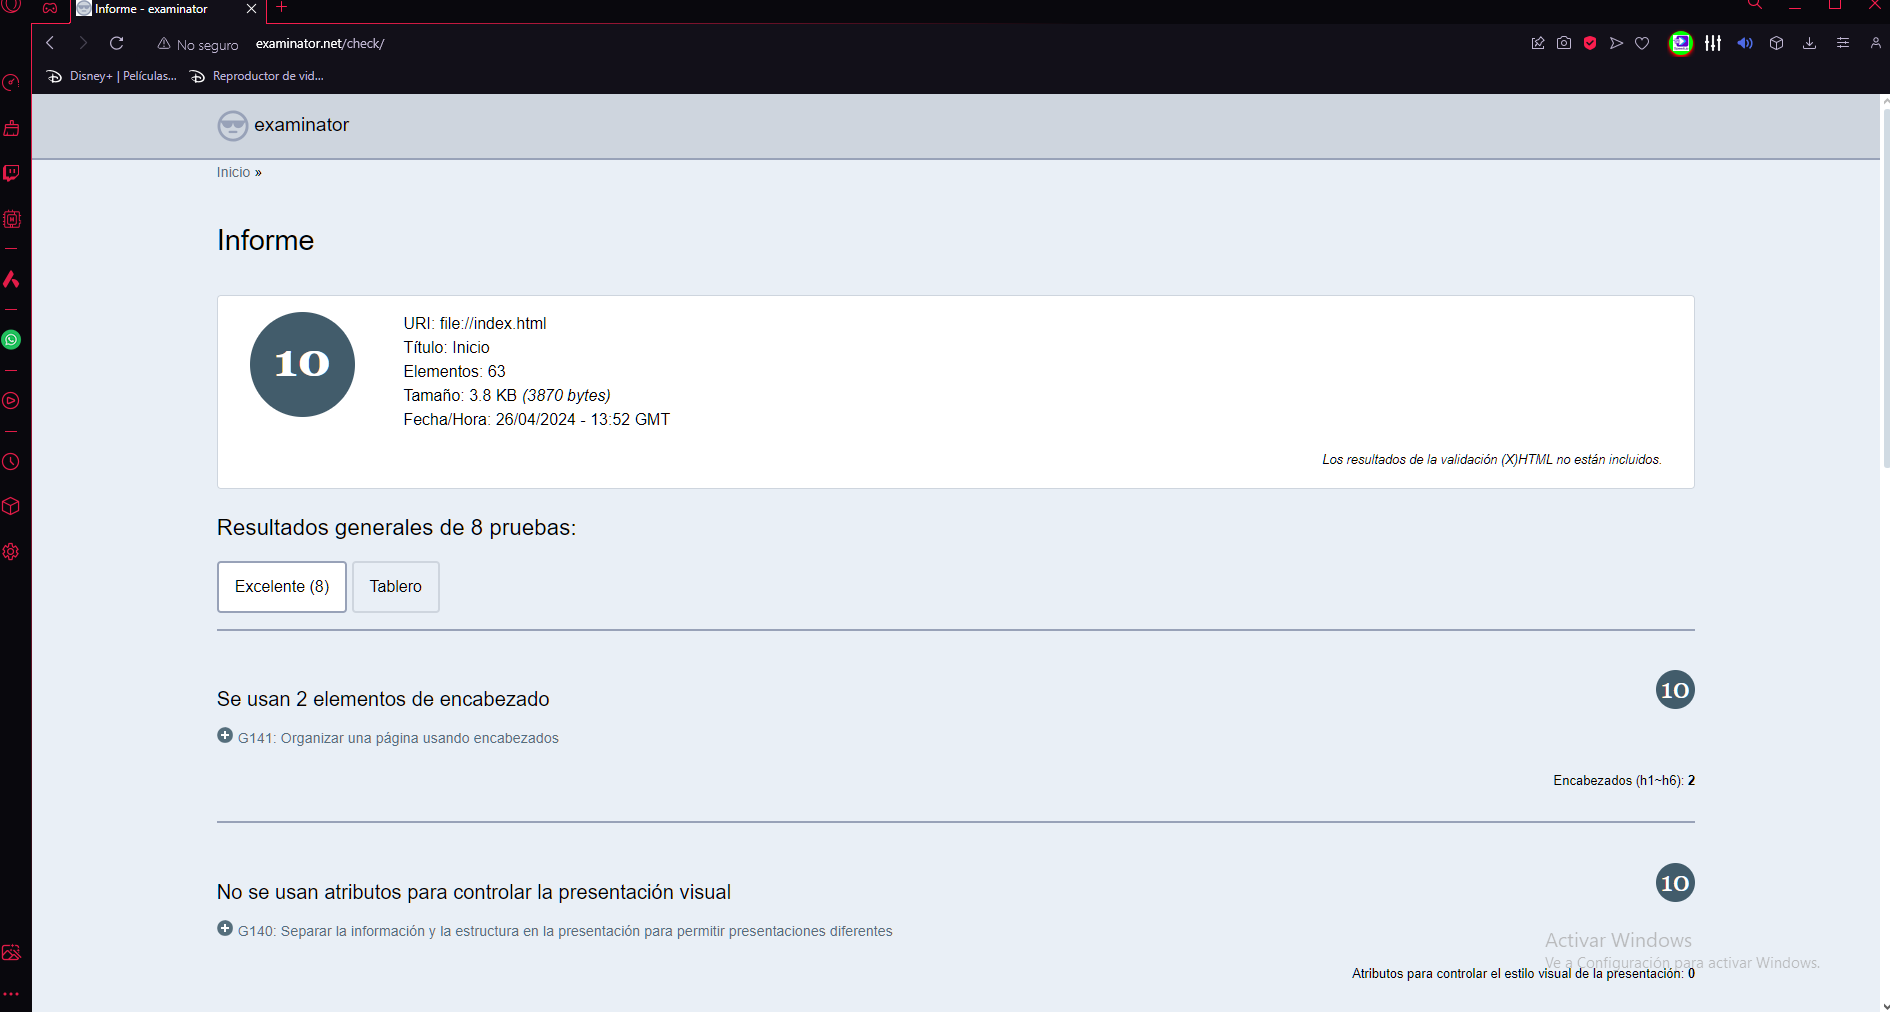 Informe - examinator
No seguro
examinator.net/check/
Disney+ | Películas...
Reproductor de vid...
examinator
Inicio »
Informe
10
URI: file://index.html
Título: Inicio
Elementos: 63
Tamaño: 3.8 KB (3870 bytes)
Fecha/Hora: 26/04/2024 - 13:52 GMT
Los resultados de la validación (X)HTML no están incluidos.
Resultados generales de 8 pruebas:
Excelente (8)
Tablero
Se usan 2 elementos de encabezado
10
G141: Organizar una página usando encabezados
Encabezados (h1~h6): 2
No se usan atributos para controlar la presentación visual
10
G140: Separar la información y la estructura en la presentación para permitir presentaciones diferentes
Activar Windows
Ve a Configuración para activar Windows.
Atributos para controlar el estilo visual de la presentación: 0